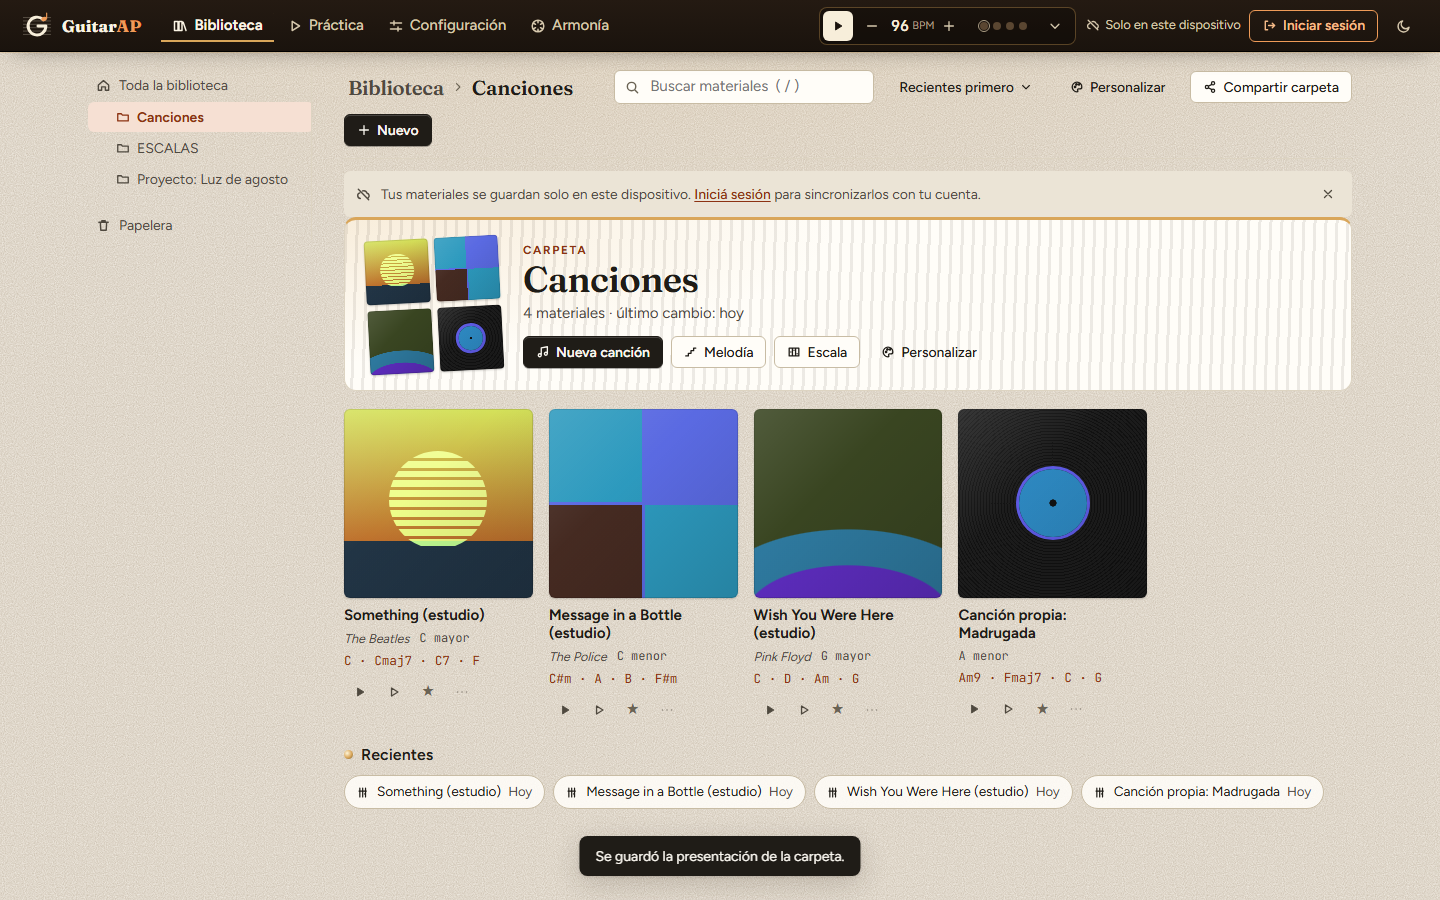 GuitarAP
Biblioteca
Práctica
Configuración
Armonía
96 BPM
Solo en este dispositivo
Iniciar sesión
Toda la biblioteca
Canciones
ESCALAS
Proyecto: Luz de agosto
Papelera
Biblioteca > Canciones
Buscar materiales ( / )
Recientes primero
Personalizar
Compartir carpeta
+ Nuevo
Tus materiales se guardan solo en este dispositivo. Iniciá sesión para sincronizarlos con tu cuenta.
CARPETA
Canciones
4 materiales · último cambio: hoy
Nueva canción
Melodía
Escala
Personalizar
Something (estudio)
The Beatles C mayor
C · Cmaj7 · C7 · F
Message in a Bottle
(estudio)
The Police C menor
C#m · A · B · F#m
Wish You Were Here
(estudio)
Pink Floyd G mayor
C · D · Am · G
Canción propia:
Madrugada
A menor
Am9 · Fmaj7 · C · G
Recientes
Something (estudio) Hoy
Message in a Bottle (estudio) Hoy
Wish You Were Here (estudio) Hoy
Canción propia: Madrugada Hoy
Se guardó la presentación de la carpeta.